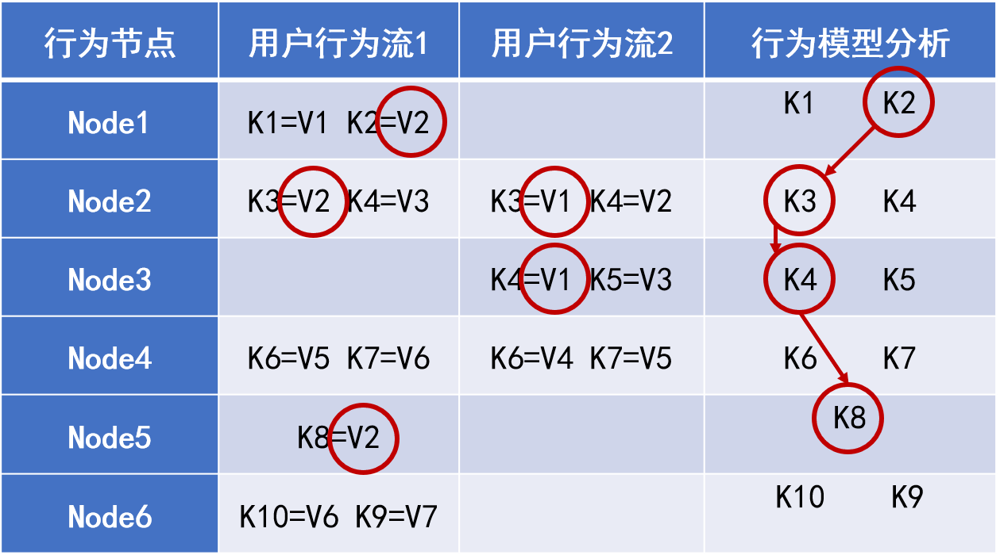 行为节点 用户行为流1 用户行为流2 行为模型分析
Node1 K1=V1 K2=V2 K1 K2
Node2 K3=V2 K4=V3 K3=V1 K4=V2 K3 K4
Node3 K4=V1 K5=V3 K4 K5
Node4 K6=V5 K7=V6 K6=V4 K7=V5 K6 K7
Node5 K8=V2 K8
Node6 K10=V6 K9=V7 K10 K9